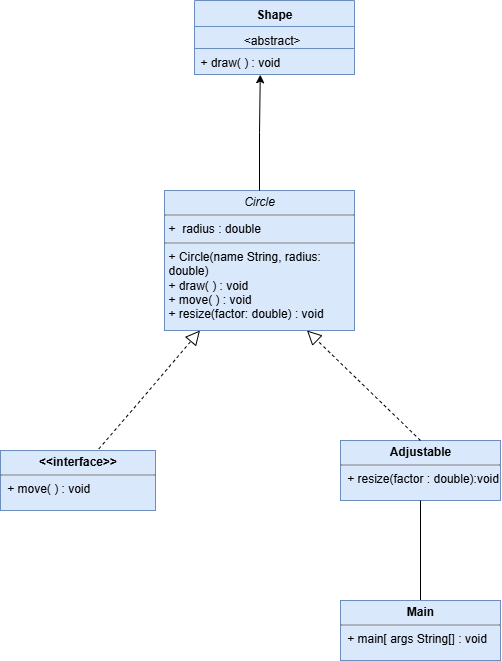 Shape
<abstract>
+ draw( ) : void
Circle
+ radius : double
+ Circle(name String, radius:
double)
+ draw( ) : void
+ move( ) : void
+ resize(factor: double) : void
<<interface>>
+ move( ) : void
Adjustable
+ resize(factor : double):void
Main
+ main[ args String[] : void